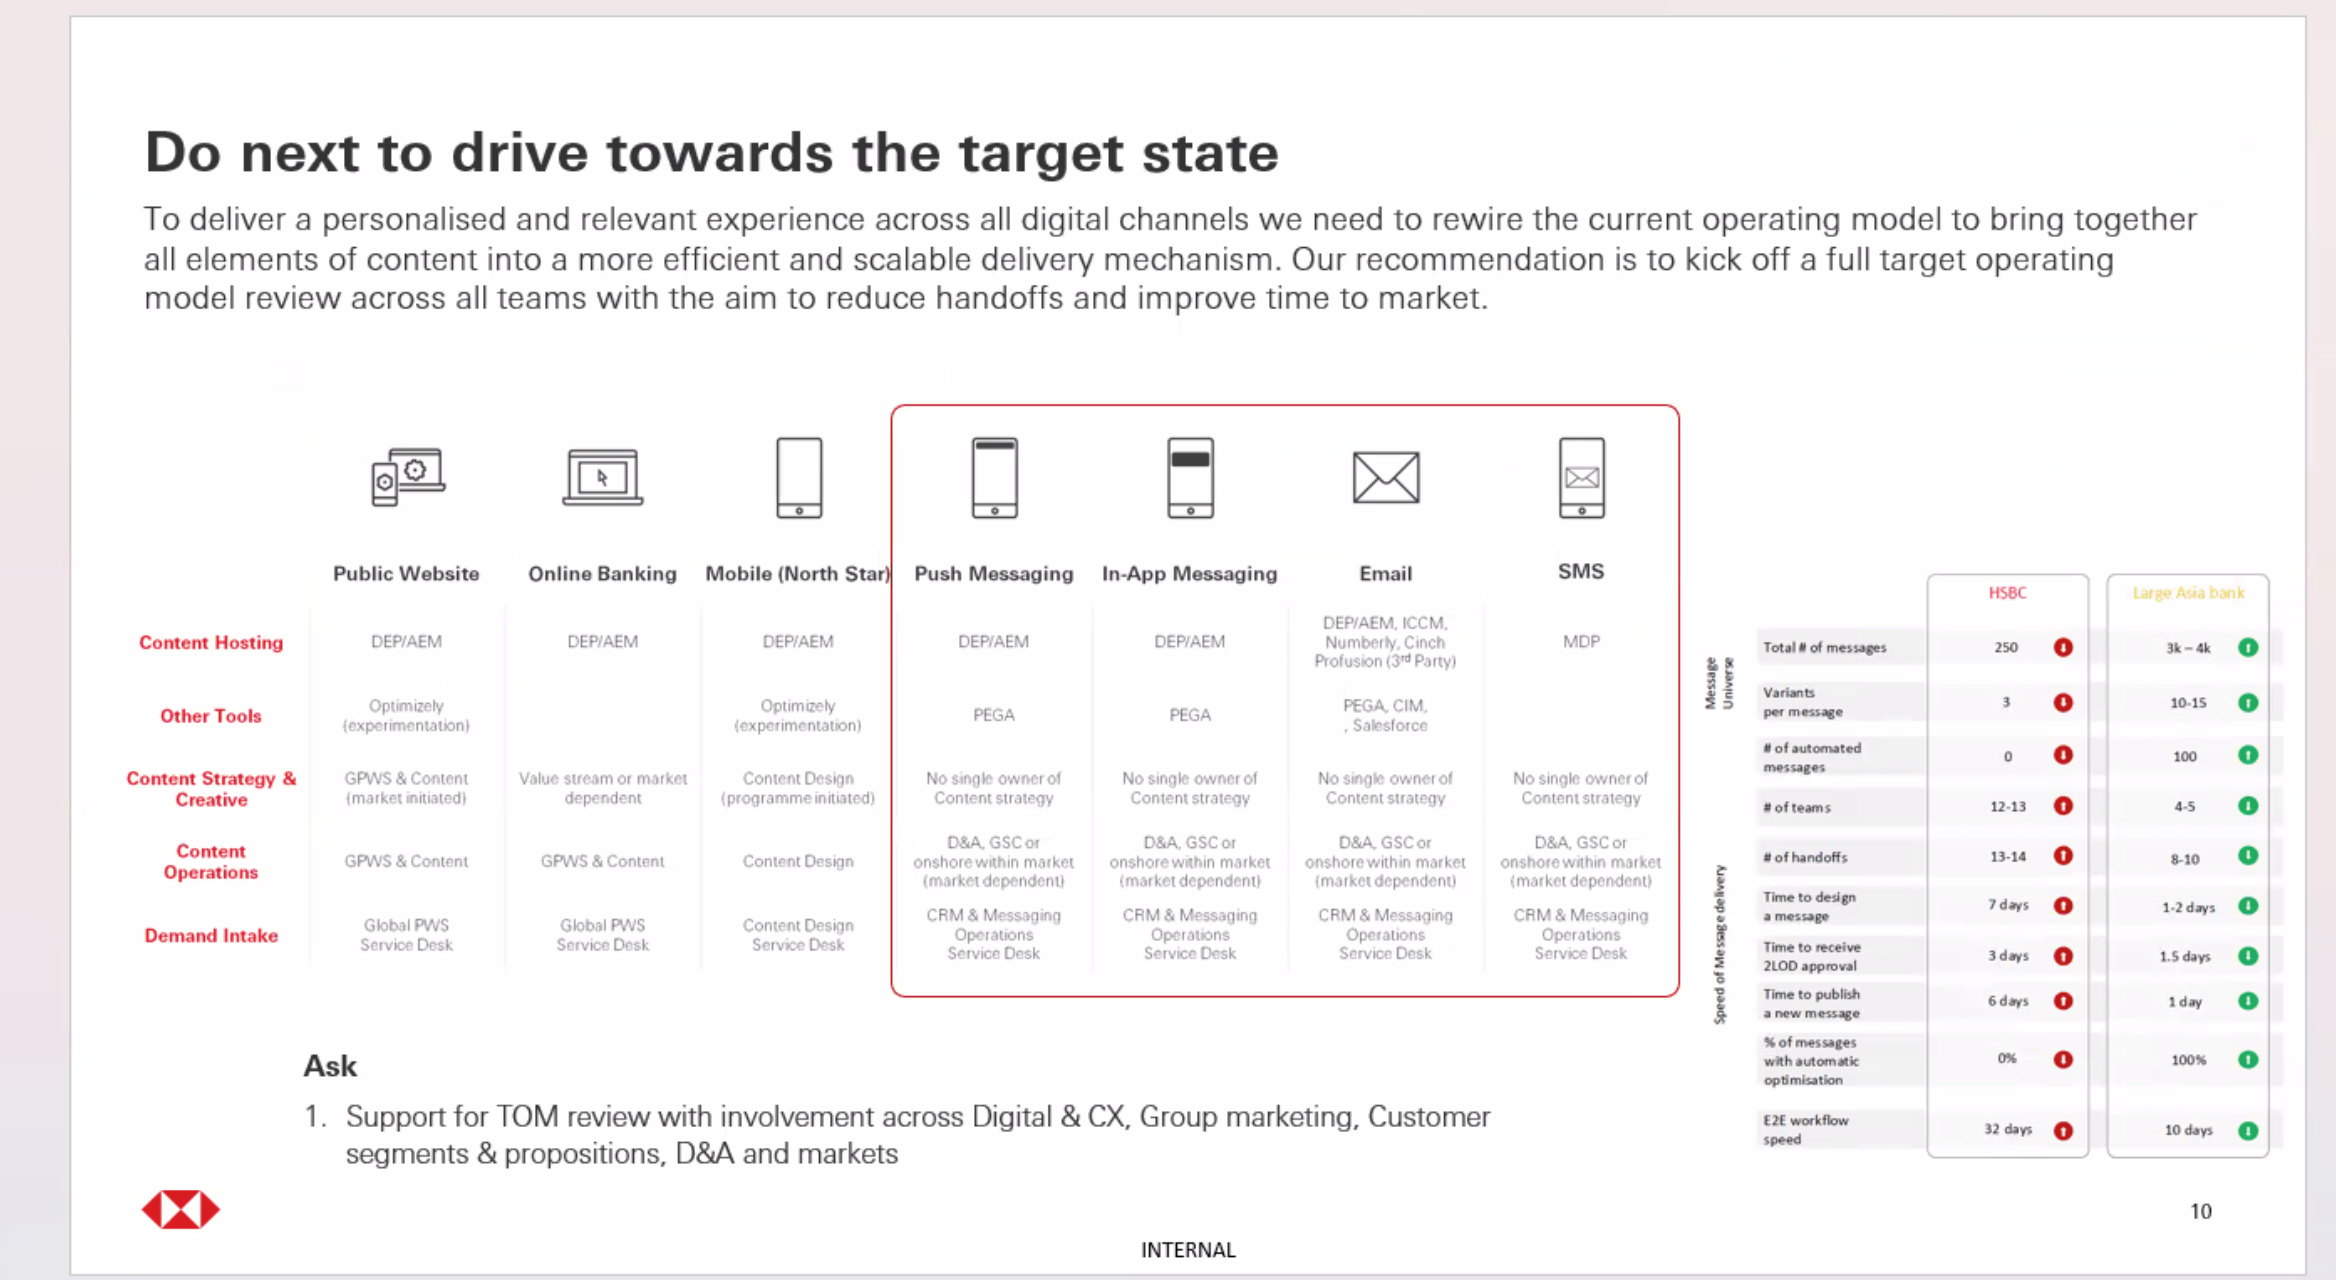 Do next to drive towards the target state
To deliver a personalised and relevant experience across all digital channels we need to rewire the current operating model to bring together
all elements of content into a more efficient and scalable delivery mechanism. Our recommendation is to kick off a full target operating
model review across all teams with the aim to reduce handoffs and improve time to market.
Public Website
Online Banking
Mobile (North Star)
Push Messaging
In-App Messaging
Email
SMS
Content Hosting
DEP/AEM
DEP/AEM
DEP/AEM
DEP/AEM
DEP/AEM
DEP/AEM, ICCM,
Numberly, Cinch
Profusion (3rd Party)
MDP
Other Tools
Optimizely
(experimentation)
Optimizely
(experimentation)
PEGA
PEGA
PEGA, CIM,
, Salesforce
Content Strategy &
Creative
GPWS & Content
(market initiated)
Value stream or market
dependent
Content Design
(programme initiated)
No single owner of
Content strategy
No single owner of
Content strategy
No single owner of
Content strategy
No single owner of
Content strategy
Content
Operations
GPWS & Content
GPWS & Content
Content Design
D&A, GSC or
onshore within market
(market dependent)
D&A, GSC or
onshore within market
(market dependent)
D&A, GSC or
onshore within market
(market dependent)
D&A, GSC or
onshore within market
(market dependent)
Demand Intake
Global PWS
Service Desk
Global PWS
Service Desk
Content Design
Service Desk
CRM & Messaging
Operations
Service Desk
CRM & Messaging
Operations
Service Desk
CRM & Messaging
Operations
Service Desk
CRM & Messaging
Operations
Service Desk
HSBC
Large Asia bank
Message
Universe
Total # of messages
250
3k – 4k
Variants
per message
3
10-15
# of automated
messages
0
100
Speed of Message delivery
# of teams
12-13
4-5
# of handoffs
13-14
8-10
Time to design
a message
7 days
1-2 days
Time to receive
2LOD approval
3 days
1.5 days
Time to publish
a new message
6 days
1 day
% of messages
with automatic
optimisation
0%
100%
E2E workflow
speed
32 days
10 days
Ask
1. Support for TOM review with involvement across Digital & CX, Group marketing, Customer
segments & propositions, D&A and markets
10
INTERNAL